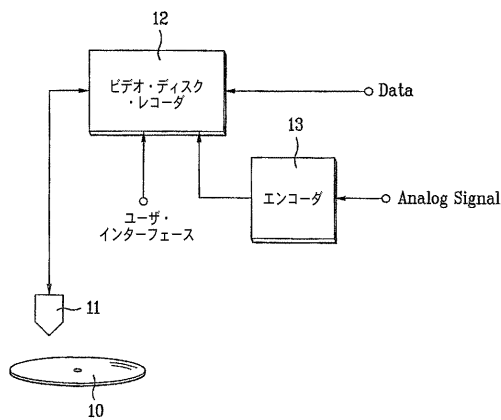 12
ビデオ・ディスク
・レコーダ
Data
13
エンコーダ
Analog Signal
ユーザ・
インターフェース
11
10